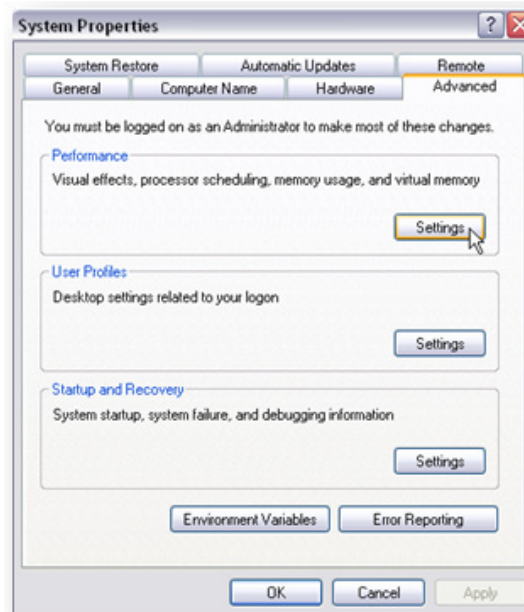 System Properties
System Restore Automatic Updates Remote
General Computer Name Hardware Advanced
You must be logged on as an Administrator to make most of these changes.
Performance
Visual effects, processor scheduling, memory usage, and virtual memory
Settings
User Profiles
Desktop settings related to your logon
Settings
Startup and Recovery
System startup, system failure, and debugging information
Settings
Environment Variables Error Reporting
OK Cancel Apply